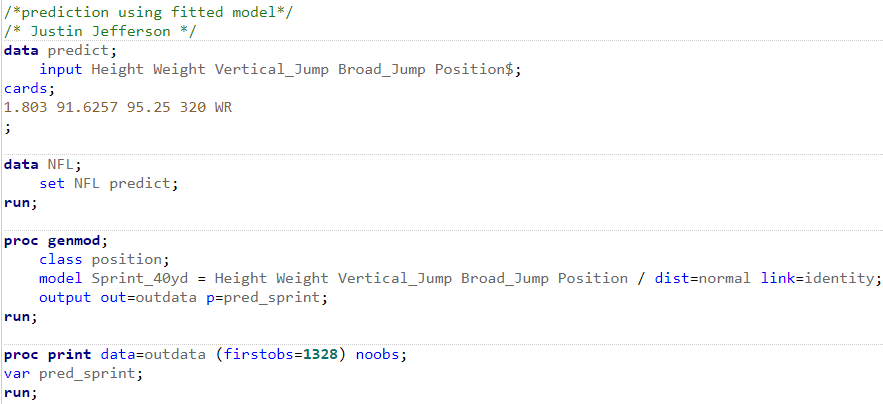 /*prediction using fitted model*/
/* Justin Jefferson */
data predict;
    input Height Weight Vertical_Jump Broad_Jump Position$;
cards;
1.803 91.6257 95.25 320 WR
;
data NFL;
    set NFL predict;
run;
proc genmod;
    class position;
    model Sprint_40yd = Height Weight Vertical_Jump Broad_Jump Position / dist=normal link=identity;
    output out=outdata p=pred_sprint;
run;
proc print data=outdata (firstobs=1328) noobs;
var pred_sprint;
run;